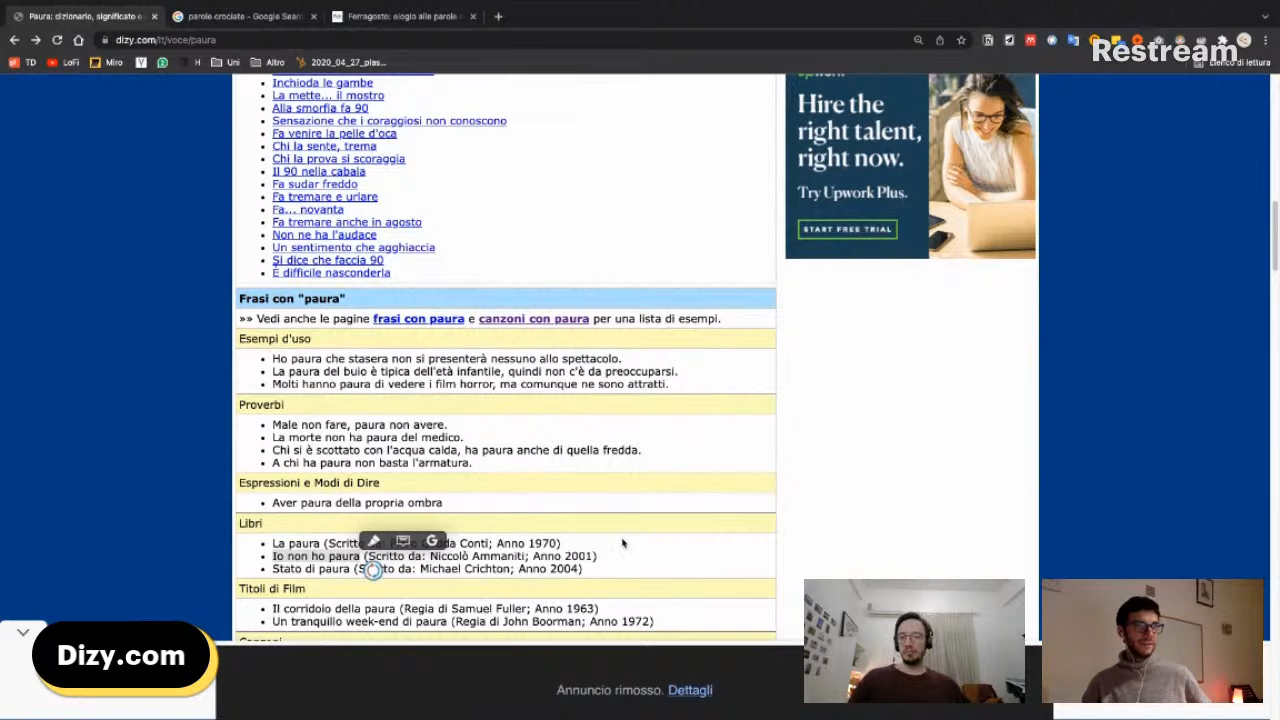 Paura: dizionario, significato e
parole crociate - Google Sear
Ferragosto: elogio alle parole
dizy.com/it/voce/paura
Restream
TD
LoFi
Miro
V
H
Uni
Altro
2020_04_27_plas...
Elenco di lettura
Inchioda le gambe
La mette... il mostro
Alla smorfia fa 90
Sensazione che i coraggiosi non conoscono
Fa venire la pelle d'oca
Chi la sente, trema
Chi la prova si scoraggia
Il 90 nella cabala
Fa sudar freddo
Fa tremare e urlare
Fa... novanta
Fa tremare anche in agosto
Non ne ha l'audace
Un sentimento che agghiaccia
Si dice che faccia 90
È difficile nasconderla
Hire the
right talent,
right now.
Try Upwork Plus.
START FREE TRIAL
Frasi con "paura"
»» Vedi anche le pagine frasi con paura e canzoni con paura per una lista di esempi.
Esempi d'uso
Ho paura che stasera non si presenterà nessuno allo spettacolo.
La paura del buio è tipica dell'età infantile, quindi non c'è da preoccuparsi.
Molti hanno paura di vedere i film horror, ma comunque ne sono attratti.
Proverbi
Male non fare, paura non avere.
La morte non ha paura del medico.
Chi si è scottato con l'acqua calda, ha paura anche di quella fredda.
A chi ha paura non basta l'armatura.
Espressioni e Modi di Dire
Aver paura della propria ombra
Libri
La paura (Scritto Conti; Anno 1970)
Io non ho paura (Scritto da: Niccolò Ammaniti; Anno 2001)
Stato di paura (Scritto da: Michael Crichton; Anno 2004)
Titoli di Film
Il corridoio della paura (Regia di Samuel Fuller; Anno 1963)
Un tranquillo week-end di paura (Regia di John Boorman; Anno 1972)
Dizy.com
Annuncio rimosso. Dettagli